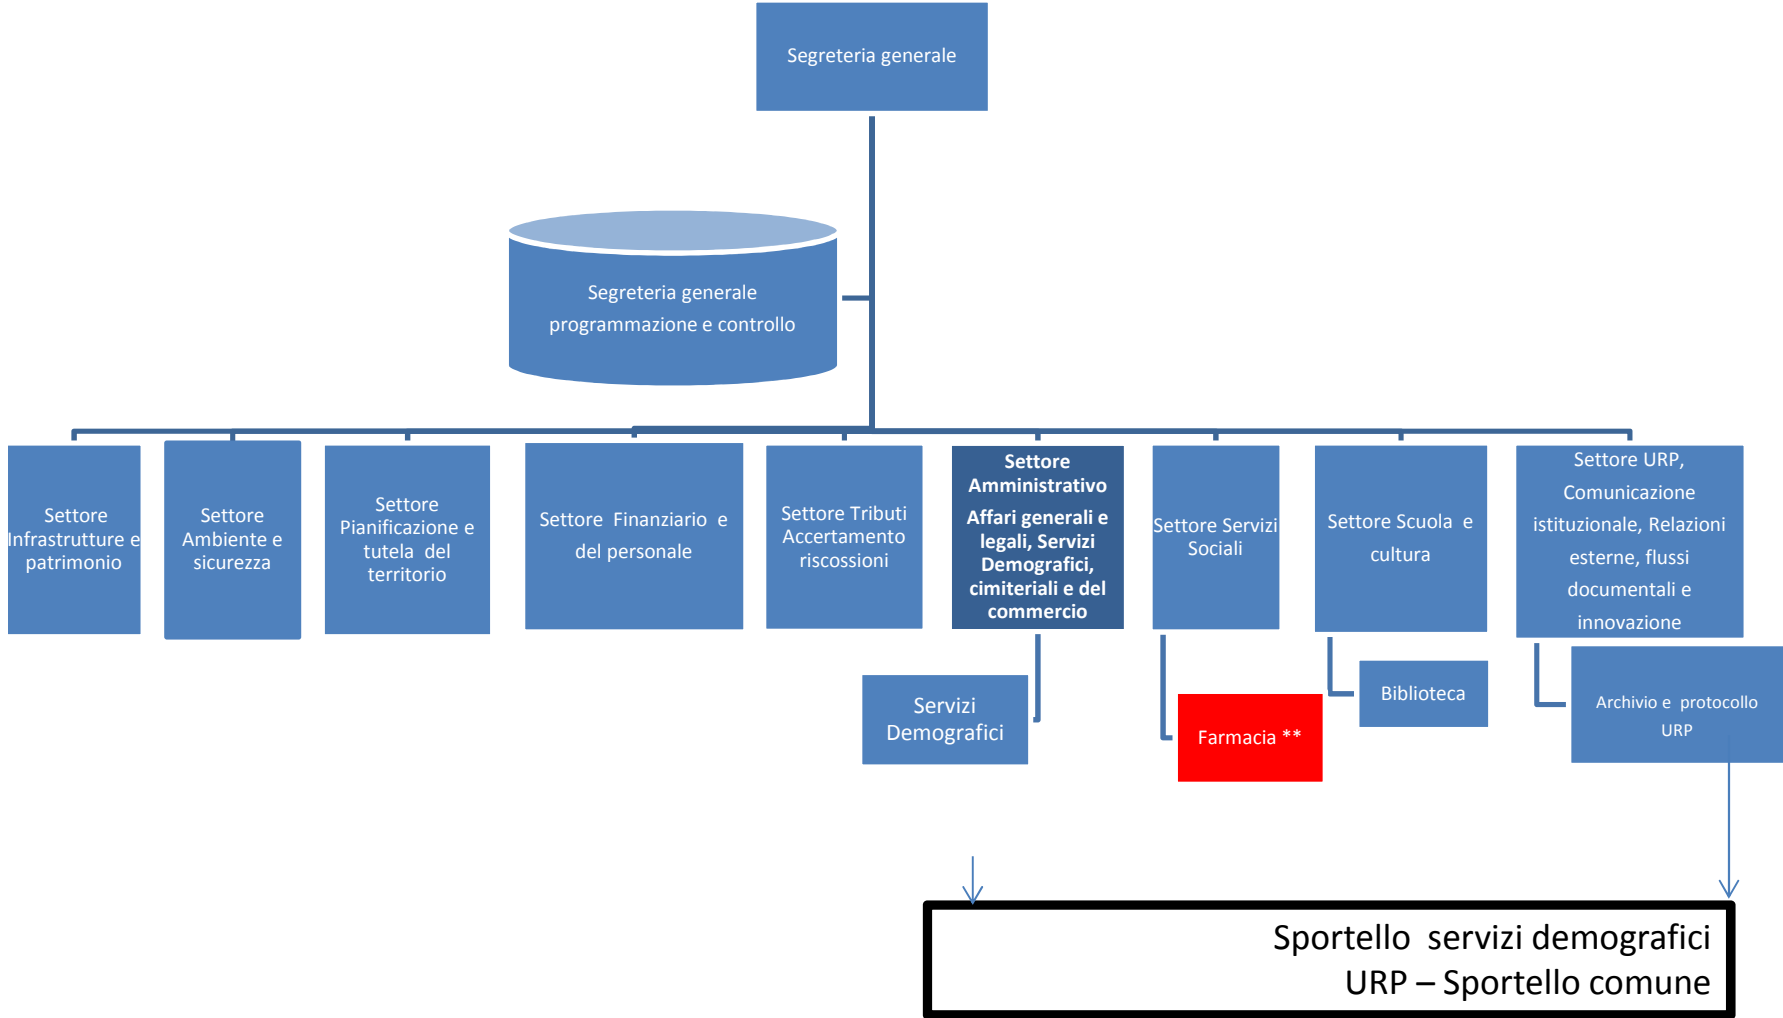 Segreteria generale
Segreteria generale
programmazione e controllo
Settore
Infrastrutture e
patrimonio
Settore
Ambiente e
sicurezza
Settore
Pianificazione e
tutela del
territorio
Settore Finanziario e
del personale
Settore Tributi
Accertamento
riscossioni
Settore
Amministrativo
Affari generali e
legali, Servizi
Demografici,
cimiteriali e del
commercio
Settore Servizi
Sociali
Settore Scuola e
cultura
Settore URP,
Comunicazione
istituzionale, Relazioni
esterne, flussi
documentali e
innovazione
Servizi
Demografici
Farmacia **
Biblioteca
Archivio e protocollo
URP
Sportello servizi demografici
URP – Sportello comune